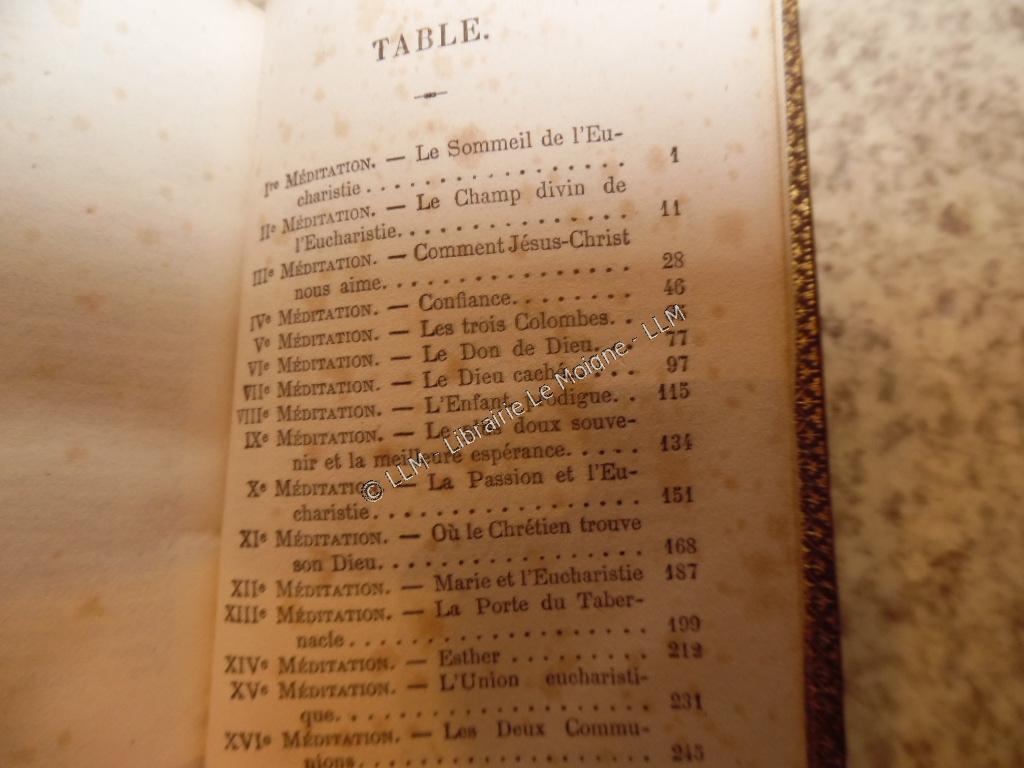 TABLE.
Ire MÉDITATION. — Le Sommeil de l'Eu-
charistie . . . . . . . . . . . . . . . . 1
IIe MÉDITATION. — Le Champ divin de
l'Eucharistie. . . . . . . . . . . . . . 11
IIIe MÉDITATION. — Comment Jésus-Christ
nous aime. . . . . . . . . . . . . . . 28
IVe MÉDITATION. — Confiance. . . . . . . . 46
Ve MÉDITATION. — Les trois Colombes. .
VIe MÉDITATION. — Le Don de Dieu. . . 77
VIIe MÉDITATION. — Le Dieu caché. . . . 97
VIIIe MÉDITATION. — L'Enfant . . 115
IXe MÉDITATION. — Le plus doux souve-
nir et la meilleure espérance. . . . . 134
Xe MÉDITATION. — La Passion et l'Eu-
charistie. . . . . . . . . . . . . . . . 151
XIe MÉDITATION. — Où le Chrétien trouve
son Dieu. . . . . . . . . . . . . . . . 168
XIIe MÉDITATION. — Marie et l'Eucharistie 187
XIIIe MÉDITATION. — La Porte du Taber-
nacle . . . . . . . . . . . . . . . . . . 199
XIVe MÉDITATION. — Esther . . . . . . . . 212
XVe MÉDITATION. — L'Union eucharisti-
que. . . . . . . . . . . . . . . . . . . 231
XVIe MÉDITATION. — Les Deux Commu-
nions. . . . . . . . . . . . . . . . . . 245
© LLM - Librairie Le Moigne - LLM